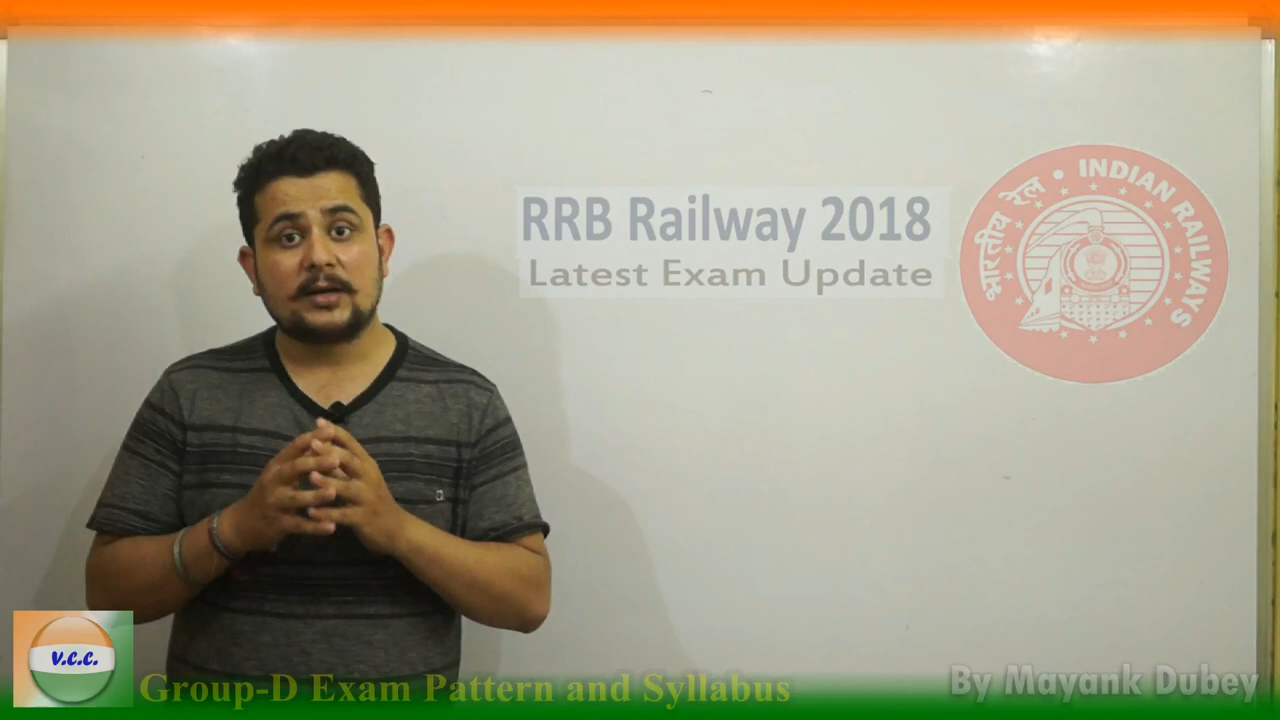 RRB Railway 2018
Latest Exam Update
भारतीय रेल • INDIAN RAILWAYS
V.C.C.
Group-D Exam Pattern and Syllabus
By Mayank Dubey